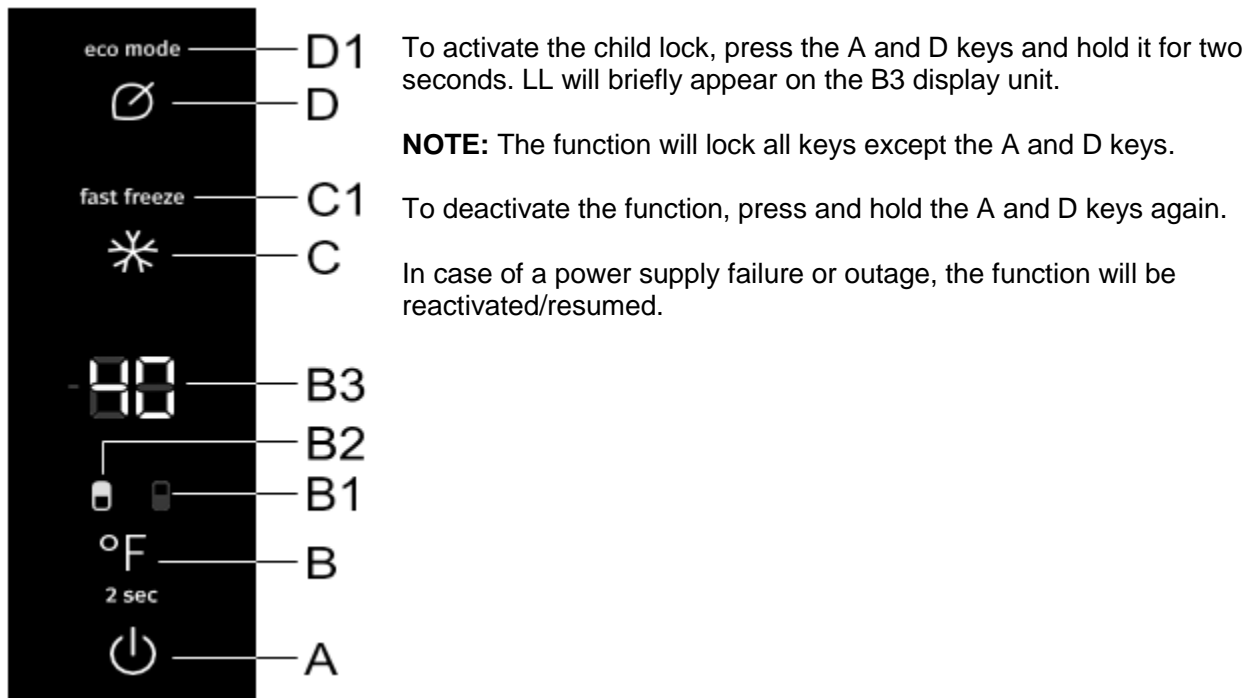 eco mode
D1
D
fast freeze
C1
C
-40
B3
B2
B1
°F
B
2 sec
A
To activate the child lock, press the A and D keys and hold it for two
seconds. LL will briefly appear on the B3 display unit.
NOTE: The function will lock all keys except the A and D keys.
To deactivate the function, press and hold the A and D keys again.
In case of a power supply failure or outage, the function will be
reactivated/resumed.